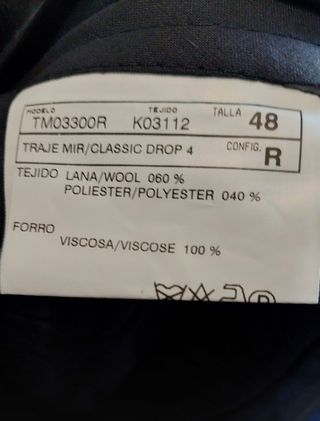 MODELO TEJIDO TALLA
TM03300R K03112 48
TRAJE MIR/CLASSIC DROP 4 CONFIG. R
TEJIDO LANA/WOOL 060 %
POLIESTER/POLYESTER 040 %
FORRO
VISCOSA/VISCOSE 100 %